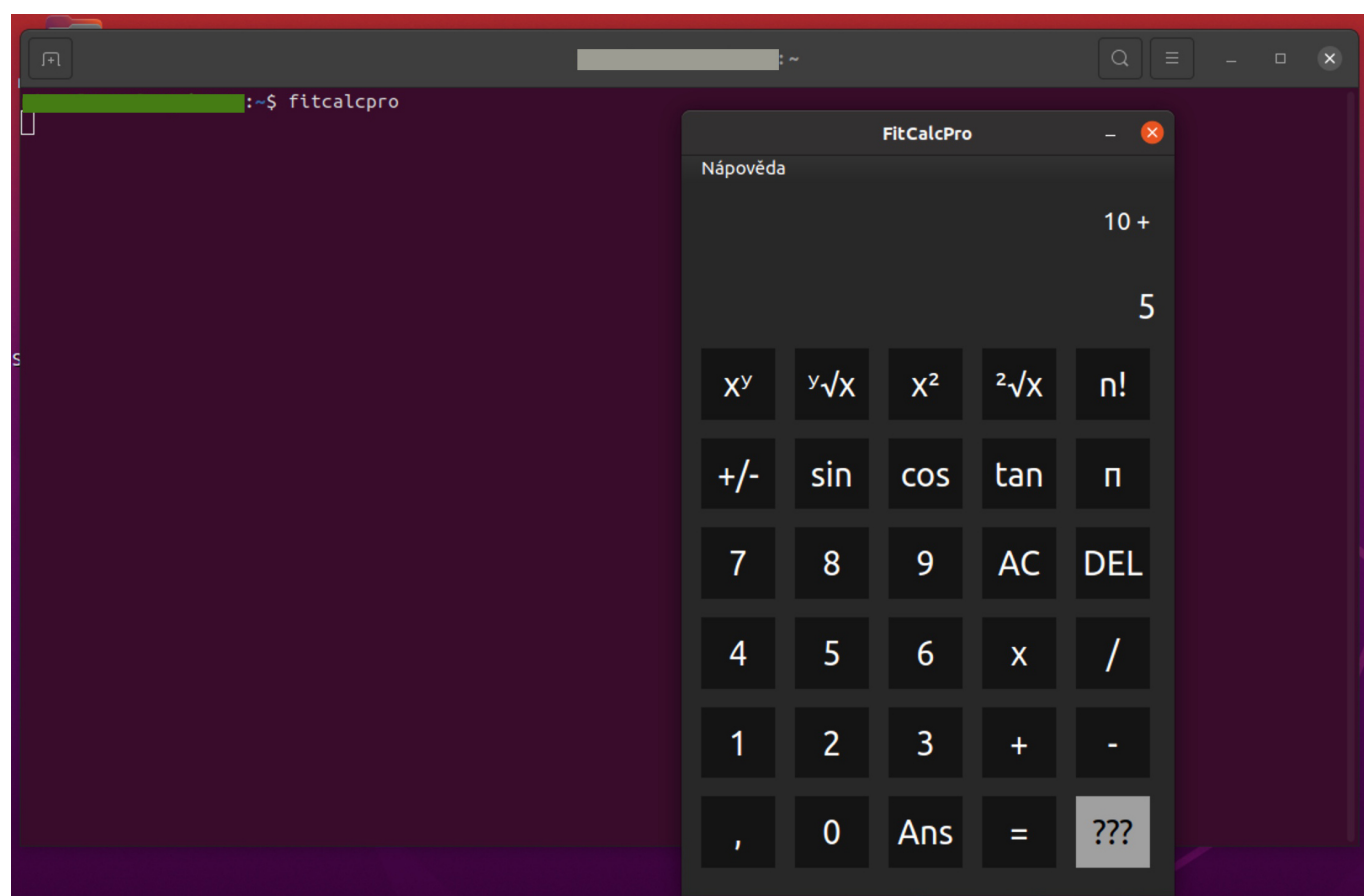 :~
:~$ fitcalcpro
FitCalcPro
Nápověda
10 +
5
xʸ ʸ√x x² ²√x n!
+/- sin cos tan π
7 8 9 AC DEL
4 5 6 x /
1 2 3 + -
, 0 Ans = ???
s